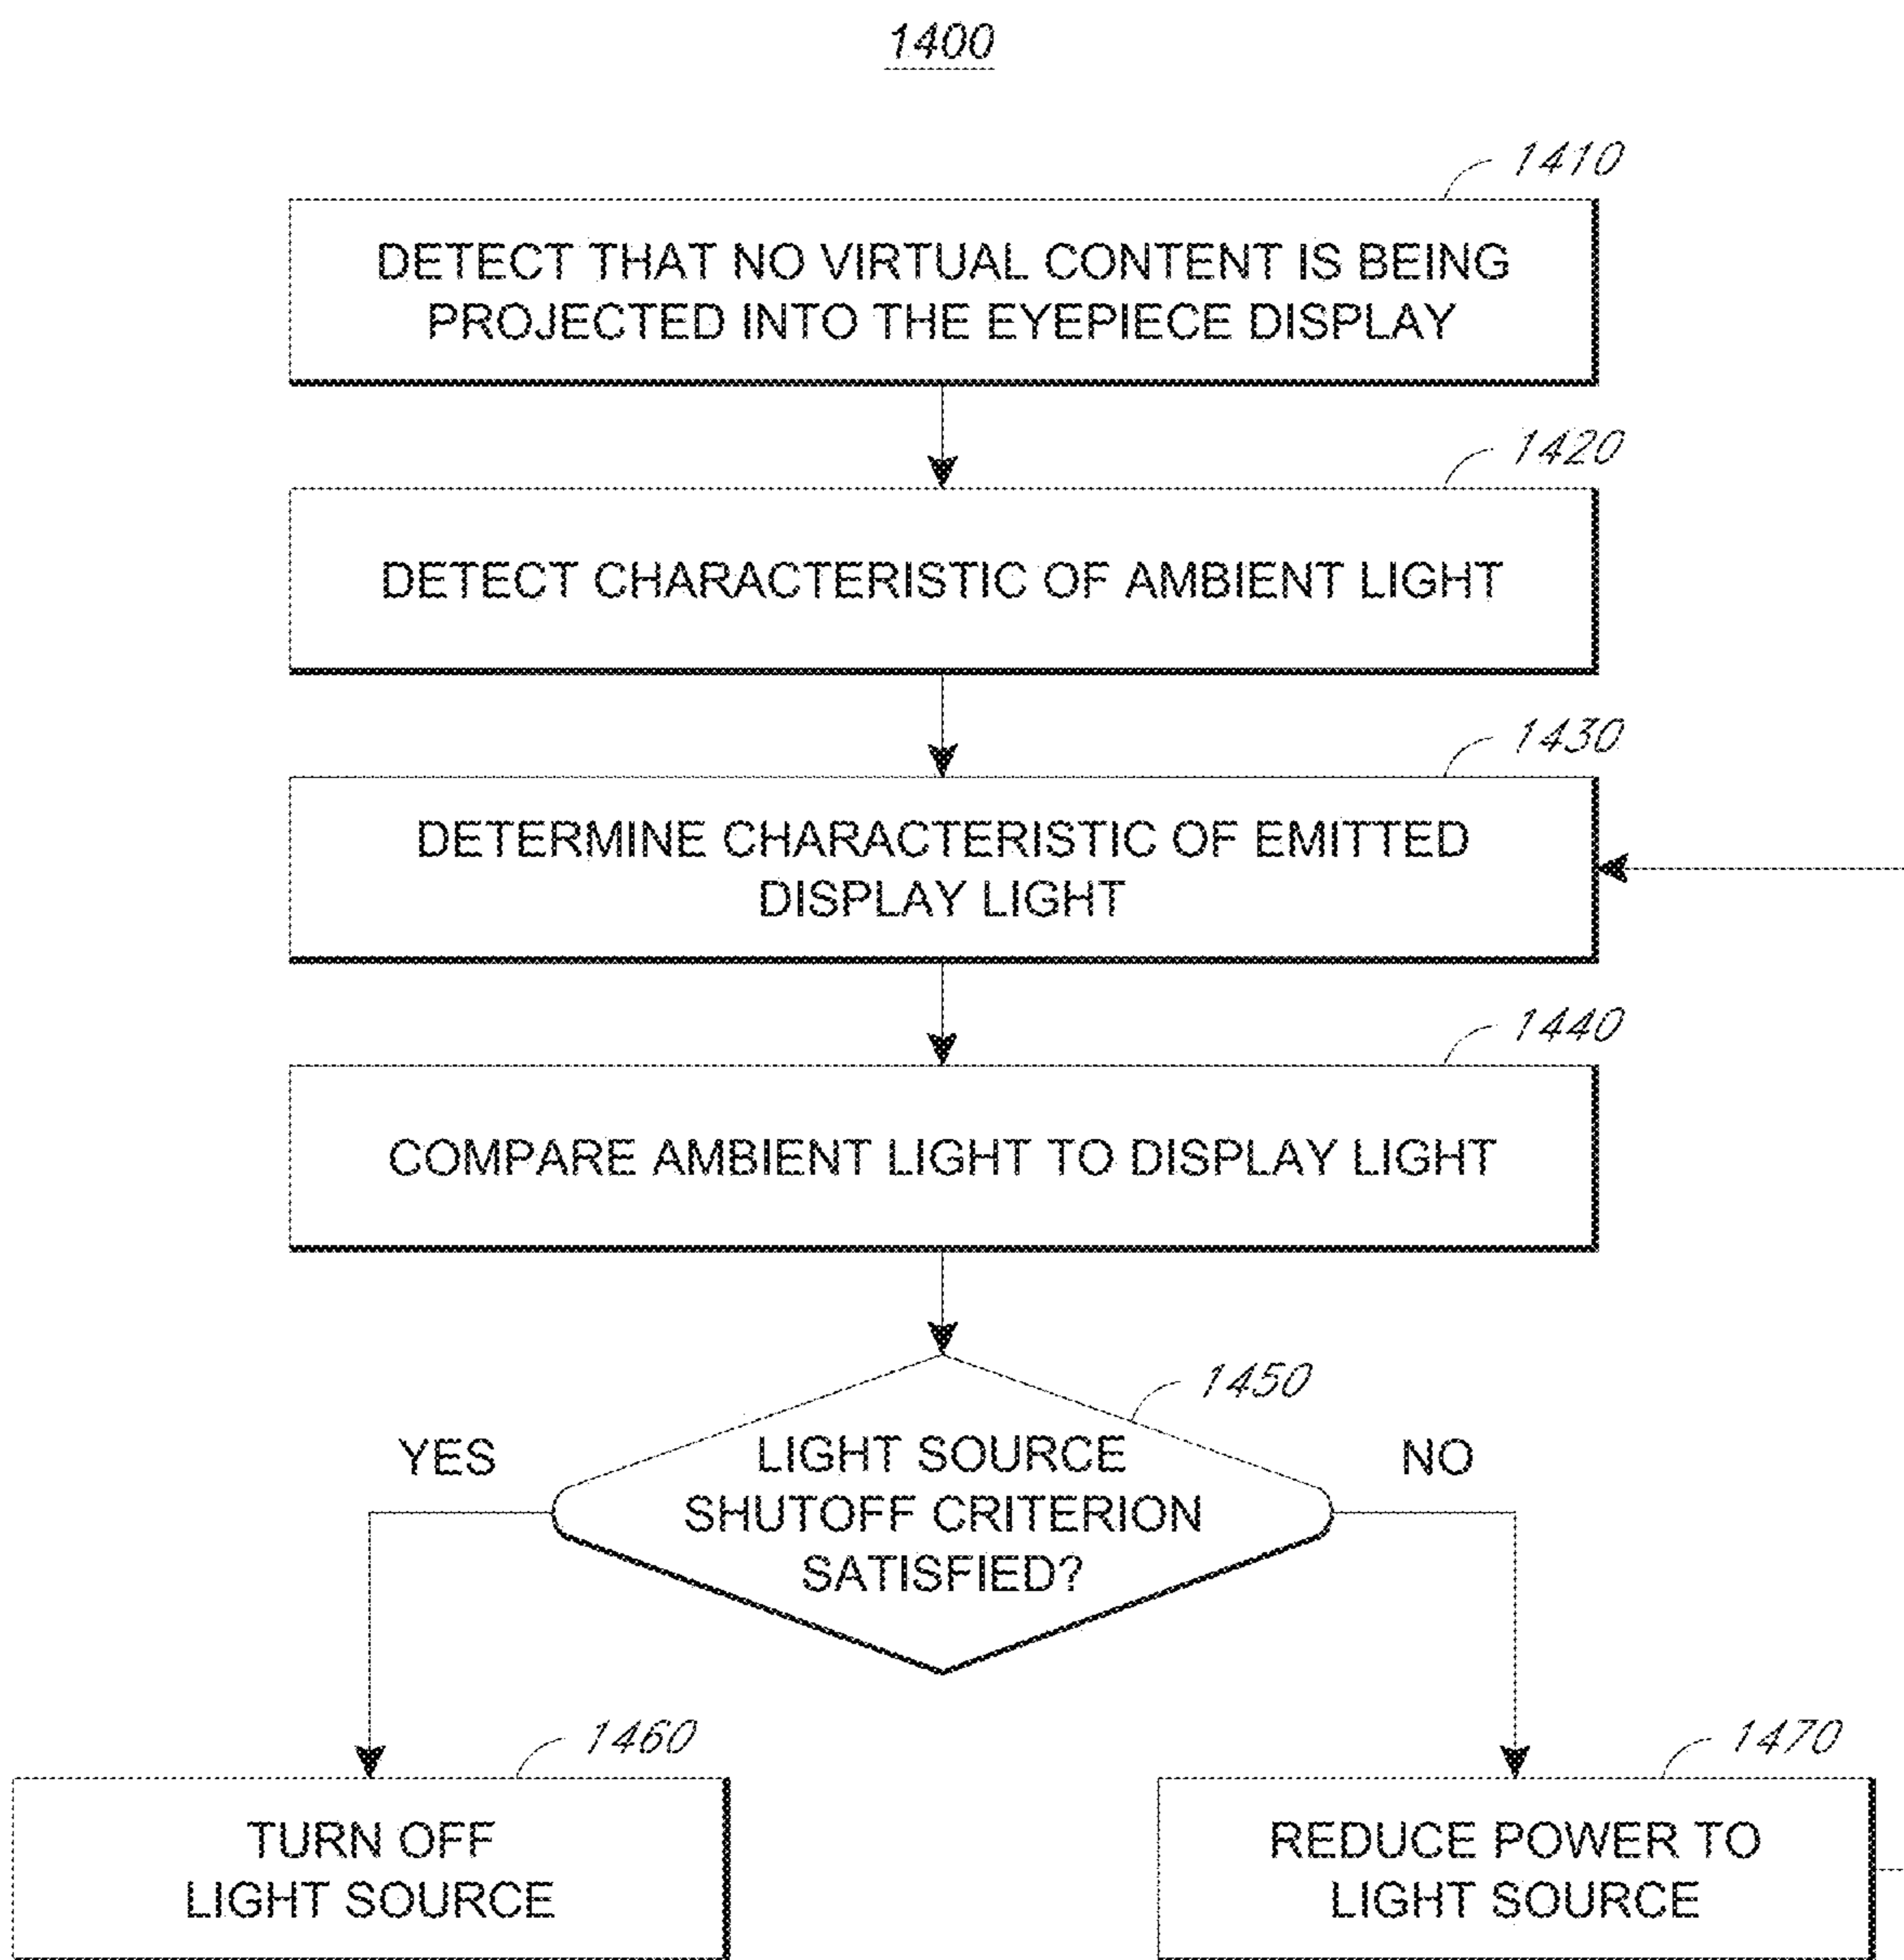 1400
1410
DETECT THAT NO VIRTUAL CONTENT IS BEING
PROJECTED INTO THE EYEPIECE DISPLAY
1420
DETECT CHARACTERISTIC OF AMBIENT LIGHT
1430
DETERMINE CHARACTERISTIC OF EMITTED
DISPLAY LIGHT
1440
COMPARE AMBIENT LIGHT TO DISPLAY LIGHT
1450
YES
LIGHT SOURCE
SHUTOFF CRITERION
SATISFIED?
NO
1460
TURN OFF
LIGHT SOURCE
1470
REDUCE POWER TO
LIGHT SOURCE